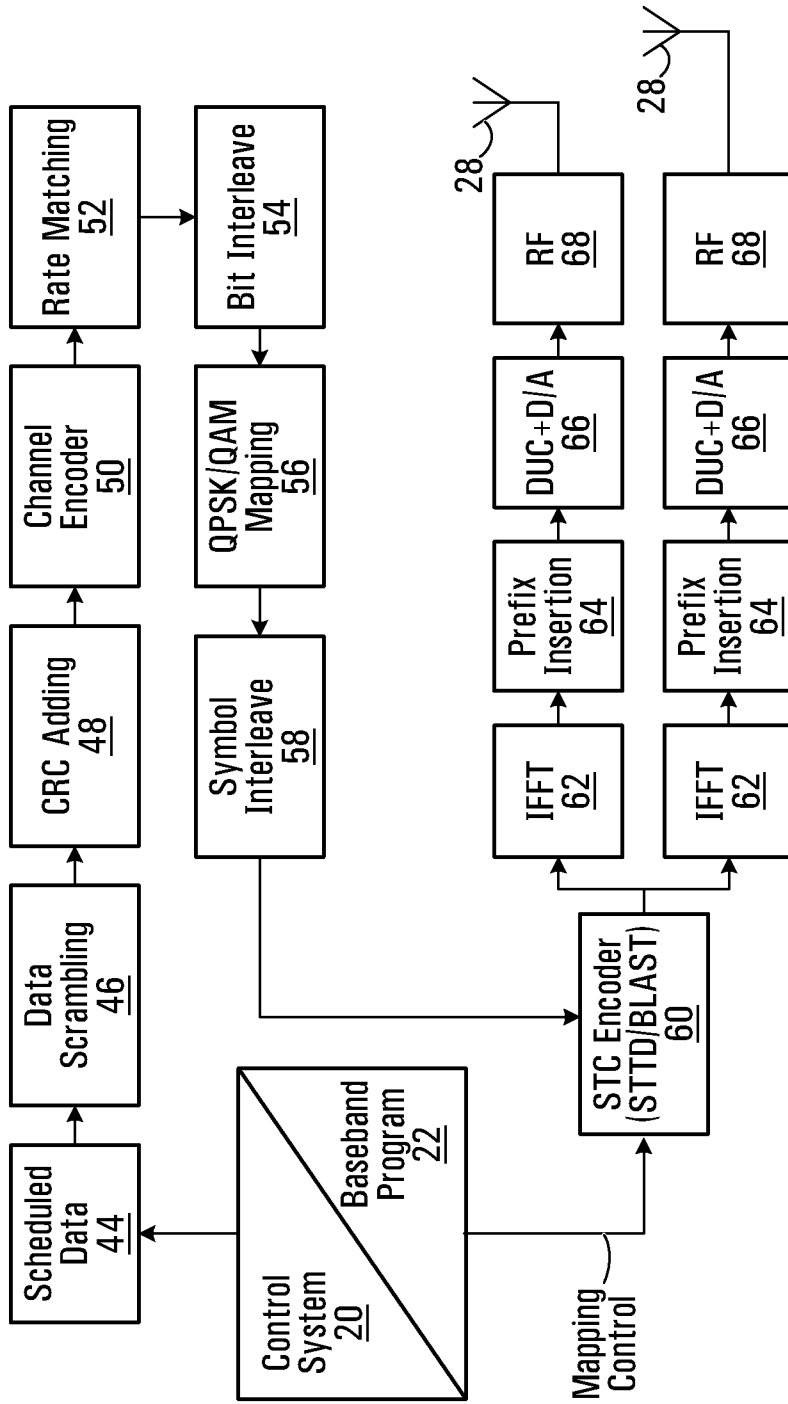 Scheduled
Data
44
Data
Scrambling
46
CRC Adding
48
Channel
Encoder
50
Rate Matching
52
Control
System
20
Baseband
Program
22
Symbol
Interleave
58
QPSK/QAM
Mapping
56
Bit Interleave
54
Mapping
Control
STC Encoder
(STTD/BLAST)
60
IFFT
62
Prefix
Insertion
64
DUC+D/A
66
RF
68
28
IFFT
62
Prefix
Insertion
64
DUC+D/A
66
RF
68
28